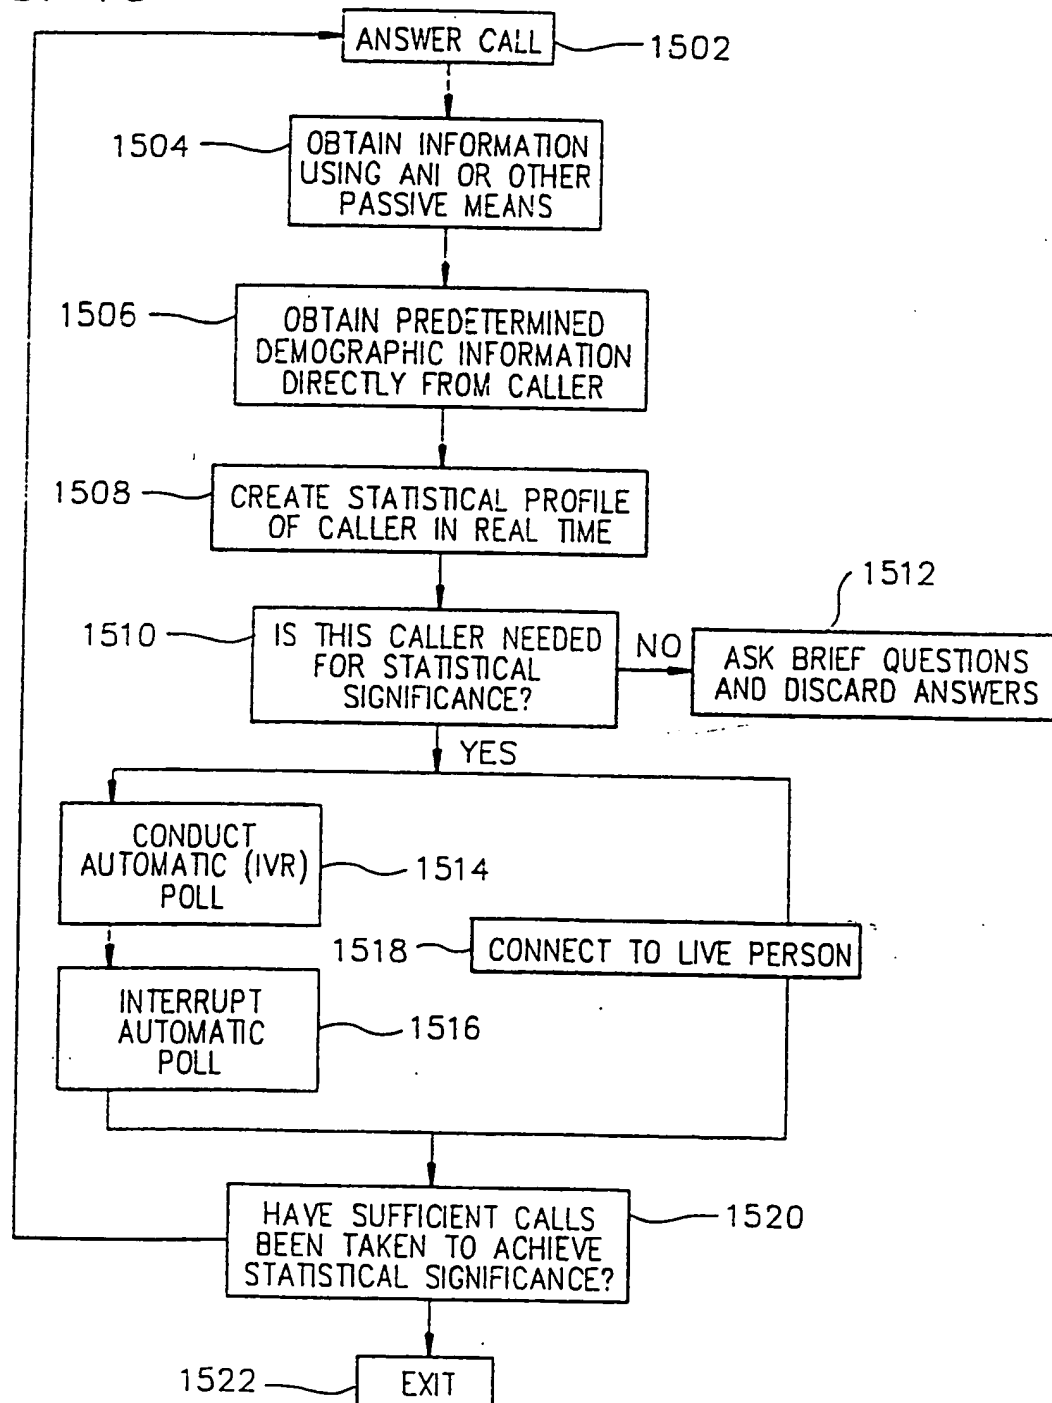 ANSWER CALL
1502
1504
OBTAIN INFORMATION
USING ANI OR OTHER
PASSIVE MEANS
1506
OBTAIN PREDETERMINED
DEMOGRAPHIC INFORMATION
DIRECTLY FROM CALLER
1508
CREATE STATISTICAL PROFILE
OF CALLER IN REAL TIME
1512
1510
IS THIS CALLER NEEDED
FOR STATISTICAL
SIGNIFICANCE?
NO
ASK BRIEF QUESTIONS
AND DISCARD ANSWERS
YES
CONDUCT
AUTOMATIC (IVR)
POLL
1514
1518
CONNECT TO LIVE PERSON
INTERRUPT
AUTOMATIC
POLL
1516
HAVE SUFFICIENT CALLS
BEEN TAKEN TO ACHIEVE
STATISTICAL SIGNIFICANCE?
1520
1522
EXIT